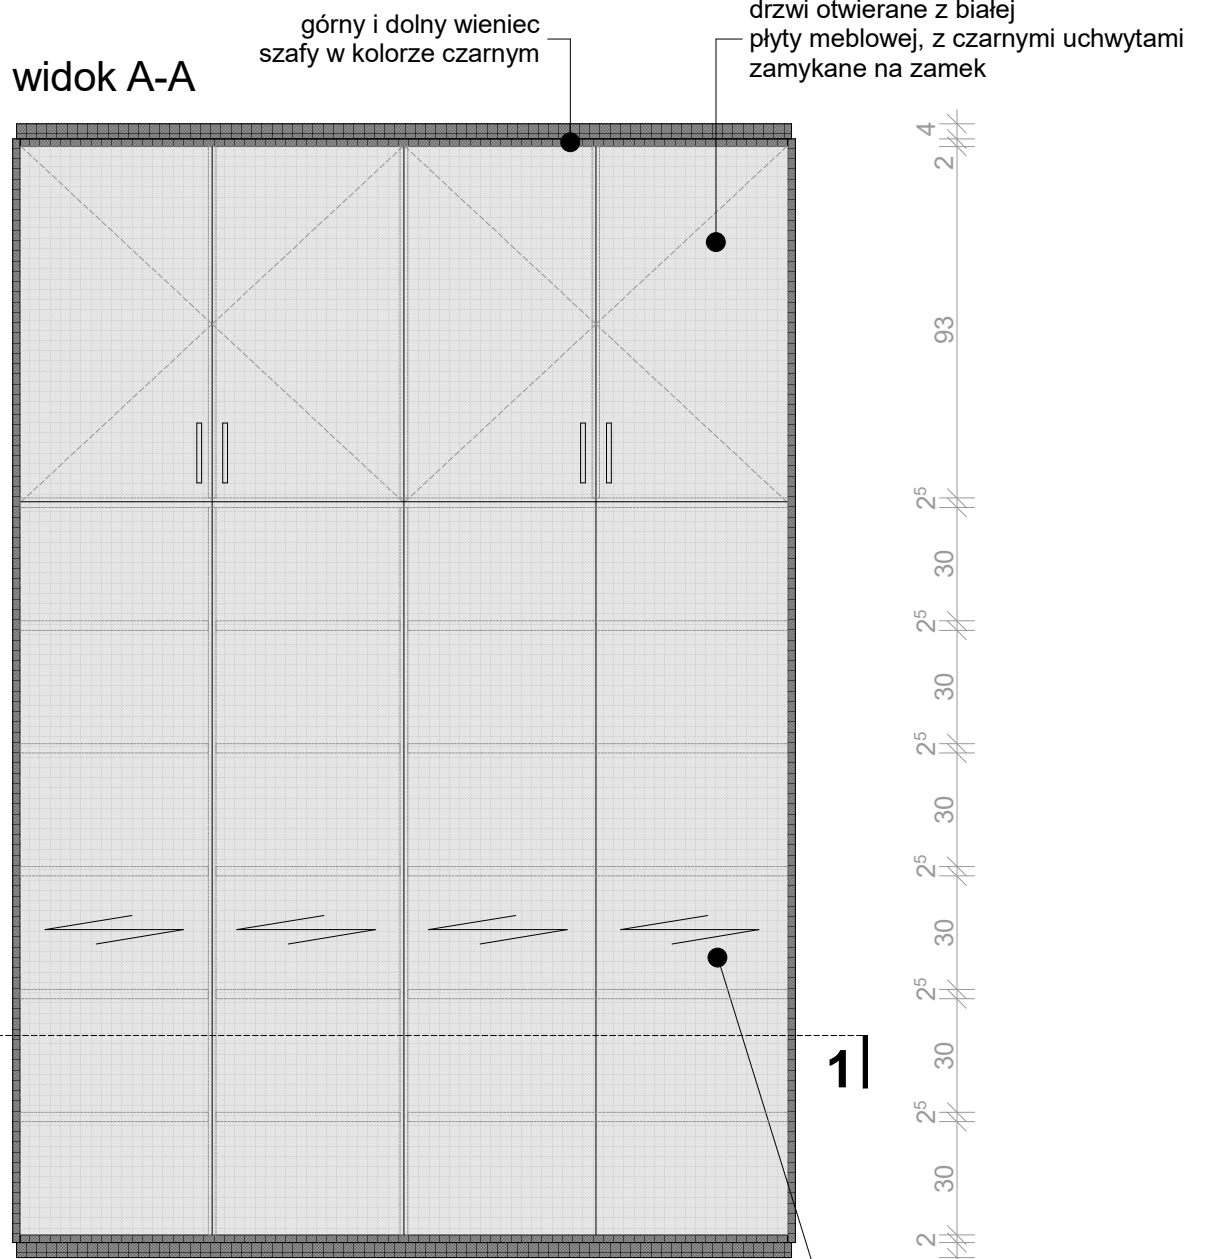 górny i dolny wieniec
szafy w kolorze czarnym
drzwi otwierane z białej
płyty meblowej, z czarnymi uchwytami
zamykane na zamek
widok A-A
4
2
93
2⁵
30
2⁵
30
2⁵
30
2⁵
30
2⁵
30
2⁵
30
2
1